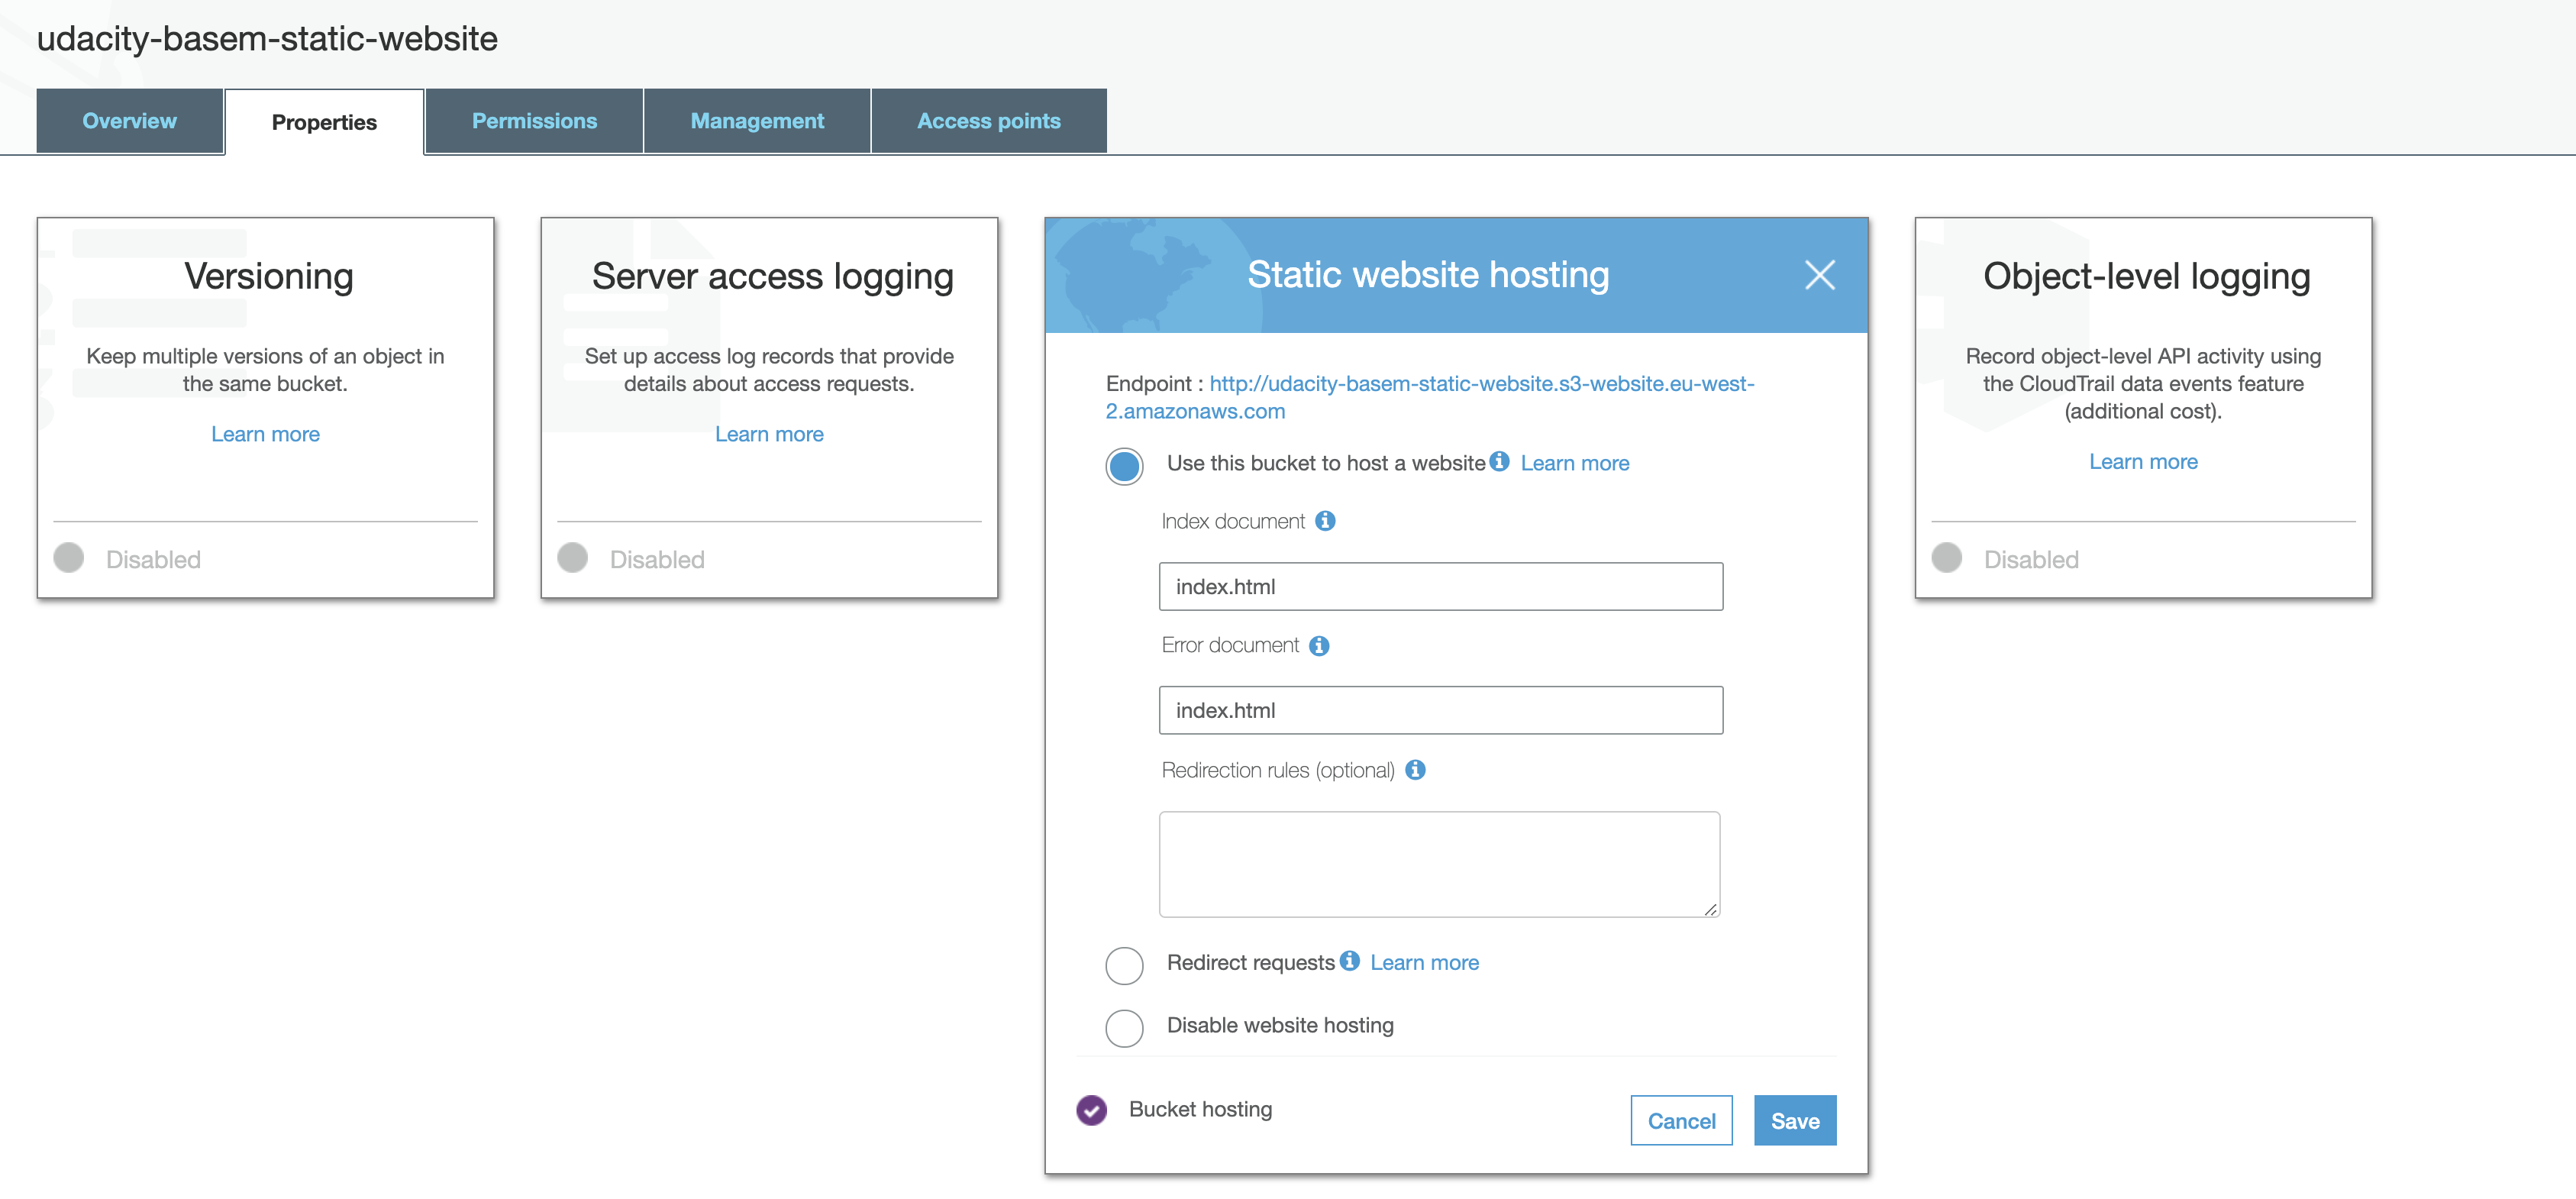 udacity-basem-static-website
Overview
Properties
Permissions
Management
Access points
Versioning
Keep multiple versions of an object in
the same bucket.
Learn more
Disabled
Server access logging
Set up access log records that provide
details about access requests.
Learn more
Disabled
Static website hosting
Endpoint : http://udacity-basem-static-website.s3-website.eu-west-
2.amazonaws.com
Use this bucket to host a website Learn more
Index document
index.html
Error document
index.html
Redirection rules (optional)
Redirect requests Learn more
Disable website hosting
Bucket hosting
Cancel
Save
Object-level logging
Record object-level API activity using
the CloudTrail data events feature
(additional cost).
Learn more
Disabled